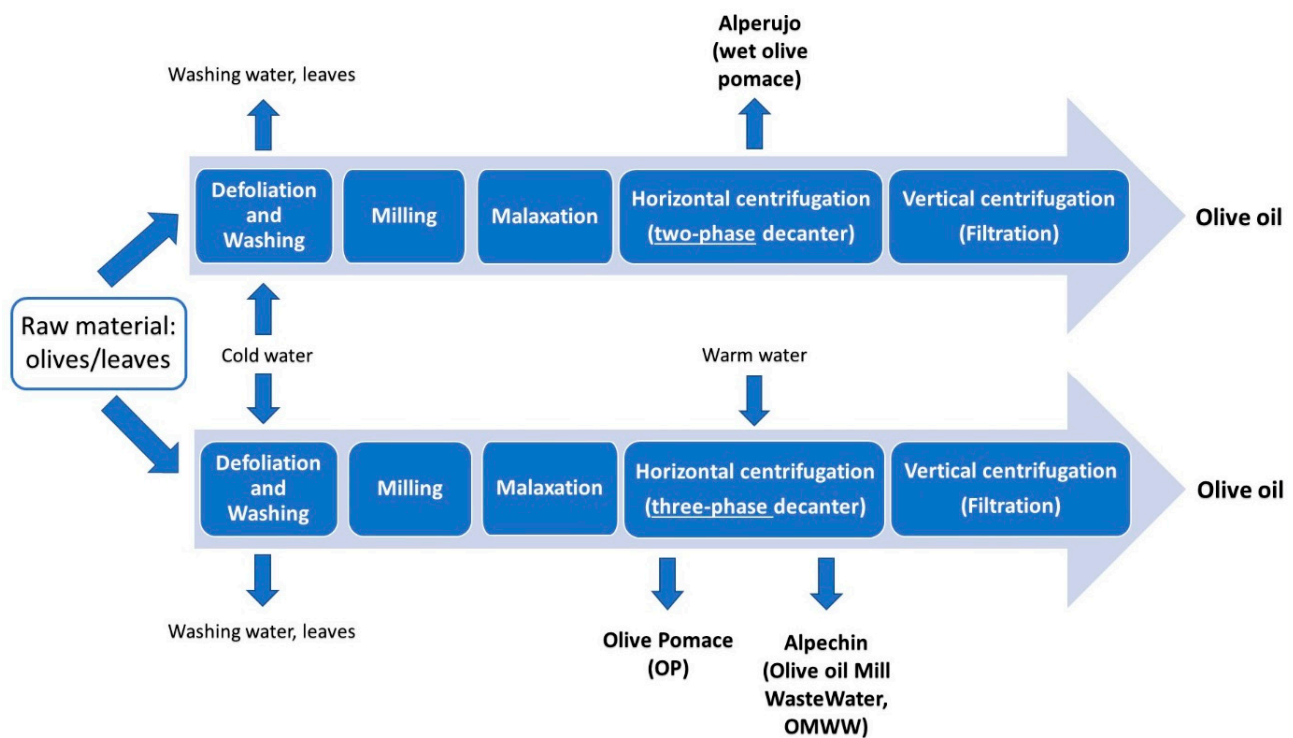 Alperujo
(wet olive
pomace)
Washing water, leaves
Defoliation
and
Washing
Milling
Malaxation
Horizontal centrifugation
(two-phase decanter)
Vertical centrifugation
(Filtration)
Olive oil
Raw material:
olives/leaves
Cold water
Warm water
Defoliation
and
Washing
Milling
Malaxation
Horizontal centrifugation
(three-phase decanter)
Vertical centrifugation
(Filtration)
Olive oil
Washing water, leaves
Olive Pomace
(OP)
Alpechin
(Olive oil Mill
WasteWater,
OMWW)